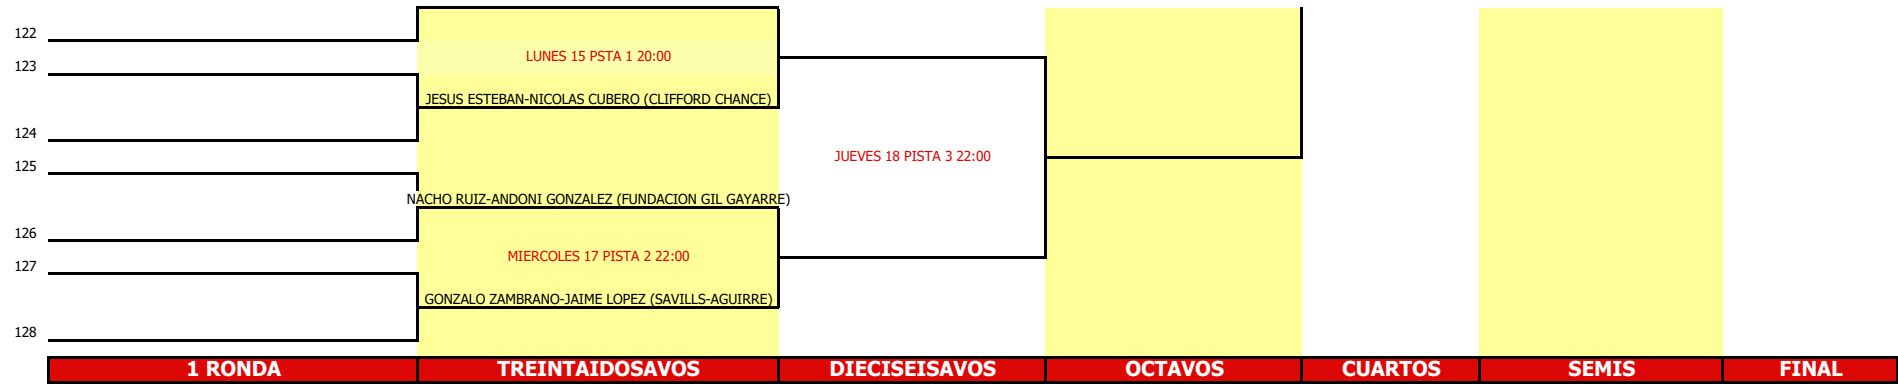 122
LUNES 15 PSTA 1 20:00
123
JESUS ESTEBAN-NICOLAS CUBERO (CLIFFORD CHANCE)
124
JUEVES 18 PISTA 3 22:00
125
NACHO RUIZ-ANDONI GONZALEZ (FUNDACION GIL GAYARRE)
126
MIERCOLES 17 PISTA 2 22:00
127
GONZALO ZAMBRANO-JAIME LOPEZ (SAVILLS-AGUIRRE)
128
1 RONDA TREINTAIDOSAVOS DIECISEISAVOS OCTAVOS CUARTOS SEMIS FINAL